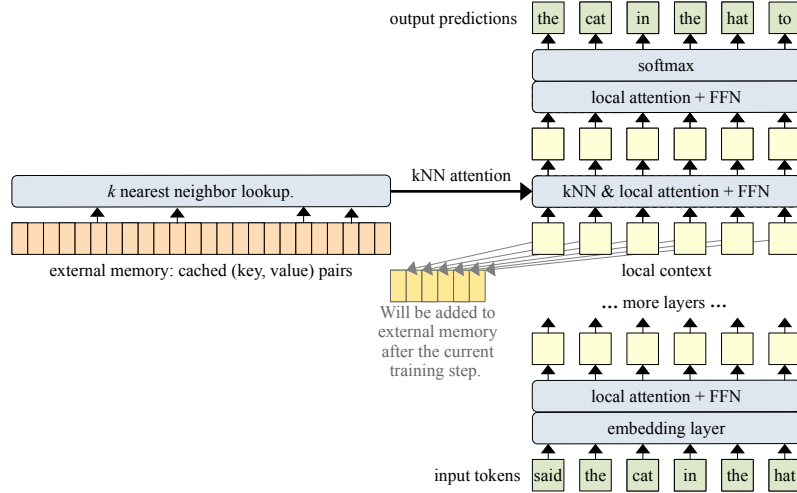 output predictions the cat in the hat to
softmax
local attention + FFN
kNN attention
k nearest neighbor lookup.
kNN & local attention + FFN
external memory: cached (key, value) pairs
local context
Will be added to
external memory
after the current
training step.
... more layers ...
local attention + FFN
embedding layer
input tokens said the cat in the hat